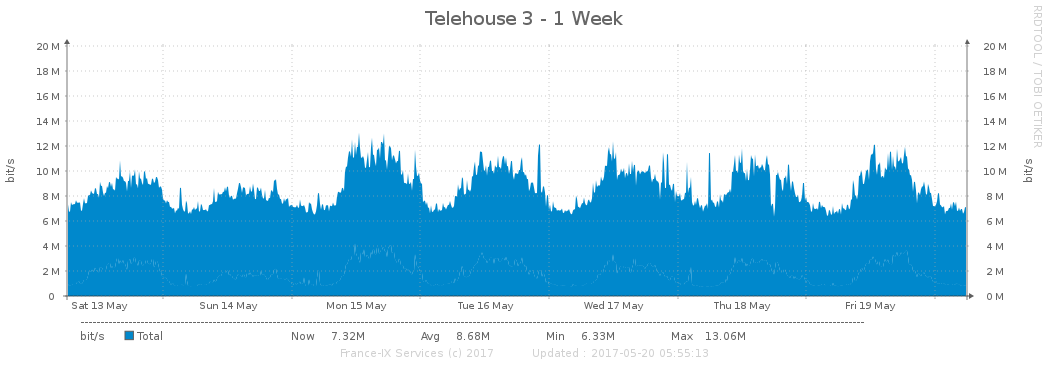 Telehouse 3 - 1 Week
RRDTOOL / TOBI OETIKER
20 M 20 M
18 M 18 M
16 M 16 M
14 M 14 M
12 M 12 M
10 M 10 M
8 M 8 M
6 M 6 M
4 M 4 M
2 M 2 M
0 0 M
bit/s
bit/s
Sat 13 May Sun 14 May Mon 15 May Tue 16 May Wed 17 May Thu 18 May Fri 19 May
bit/s Total Now 7.32M Avg 8.68M Min 6.33M Max 13.06M
France-IX Services (c) 2017 Updated : 2017-05-20 05:55:13